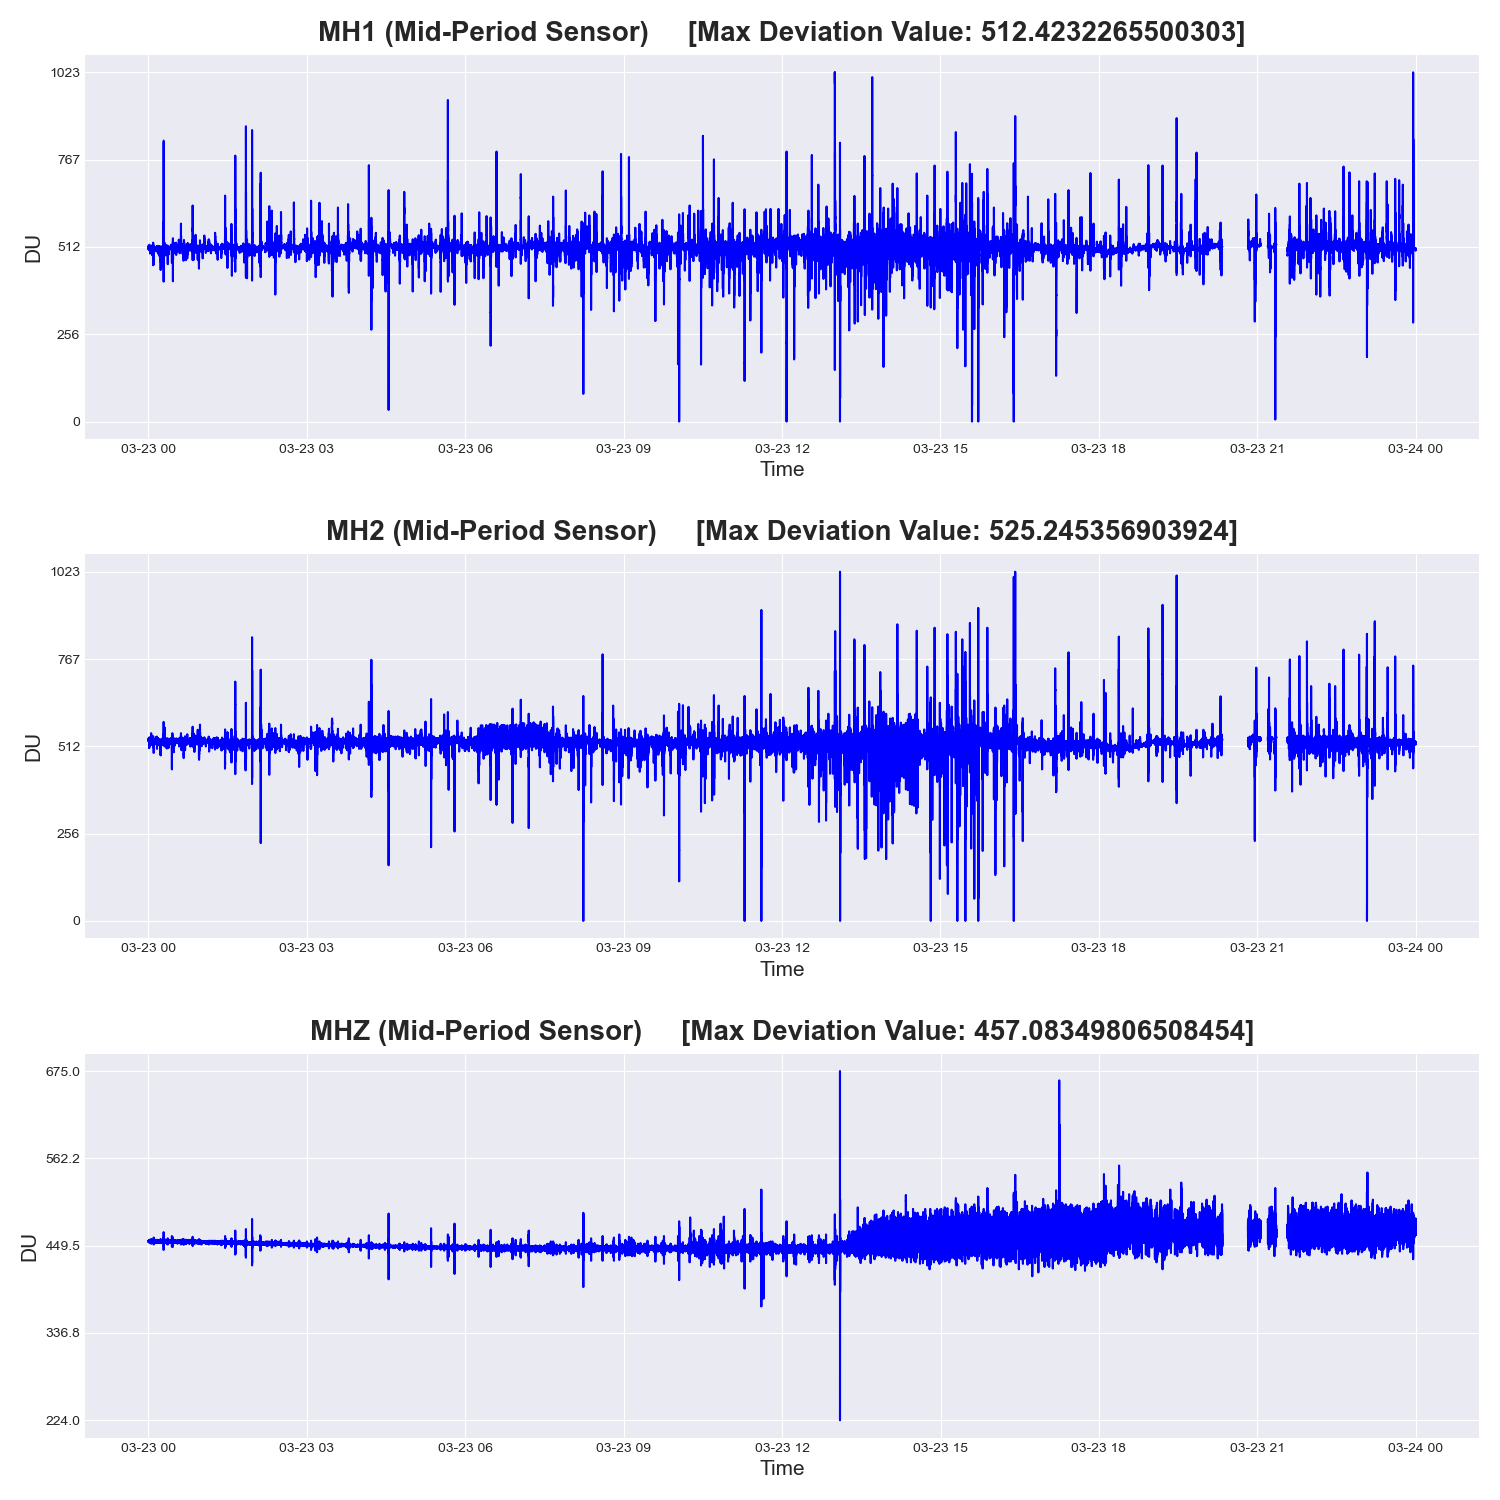 MH1 (Mid-Period Sensor) [Max Deviation Value: 512.4232265500303]
1023
767
512
256
0
DU
03-23 00 03-23 03 03-23 06 03-23 09 03-23 12 03-23 15 03-23 18 03-23 21 03-24 00
Time
MH2 (Mid-Period Sensor) [Max Deviation Value: 525.245356903924]
1023
767
512
256
0
DU
03-23 00 03-23 03 03-23 06 03-23 09 03-23 12 03-23 15 03-23 18 03-23 21 03-24 00
Time
MHZ (Mid-Period Sensor) [Max Deviation Value: 457.08349806508454]
675.0
562.2
449.5
336.8
224.0
DU
03-23 00 03-23 03 03-23 06 03-23 09 03-23 12 03-23 15 03-23 18 03-23 21 03-24 00
Time